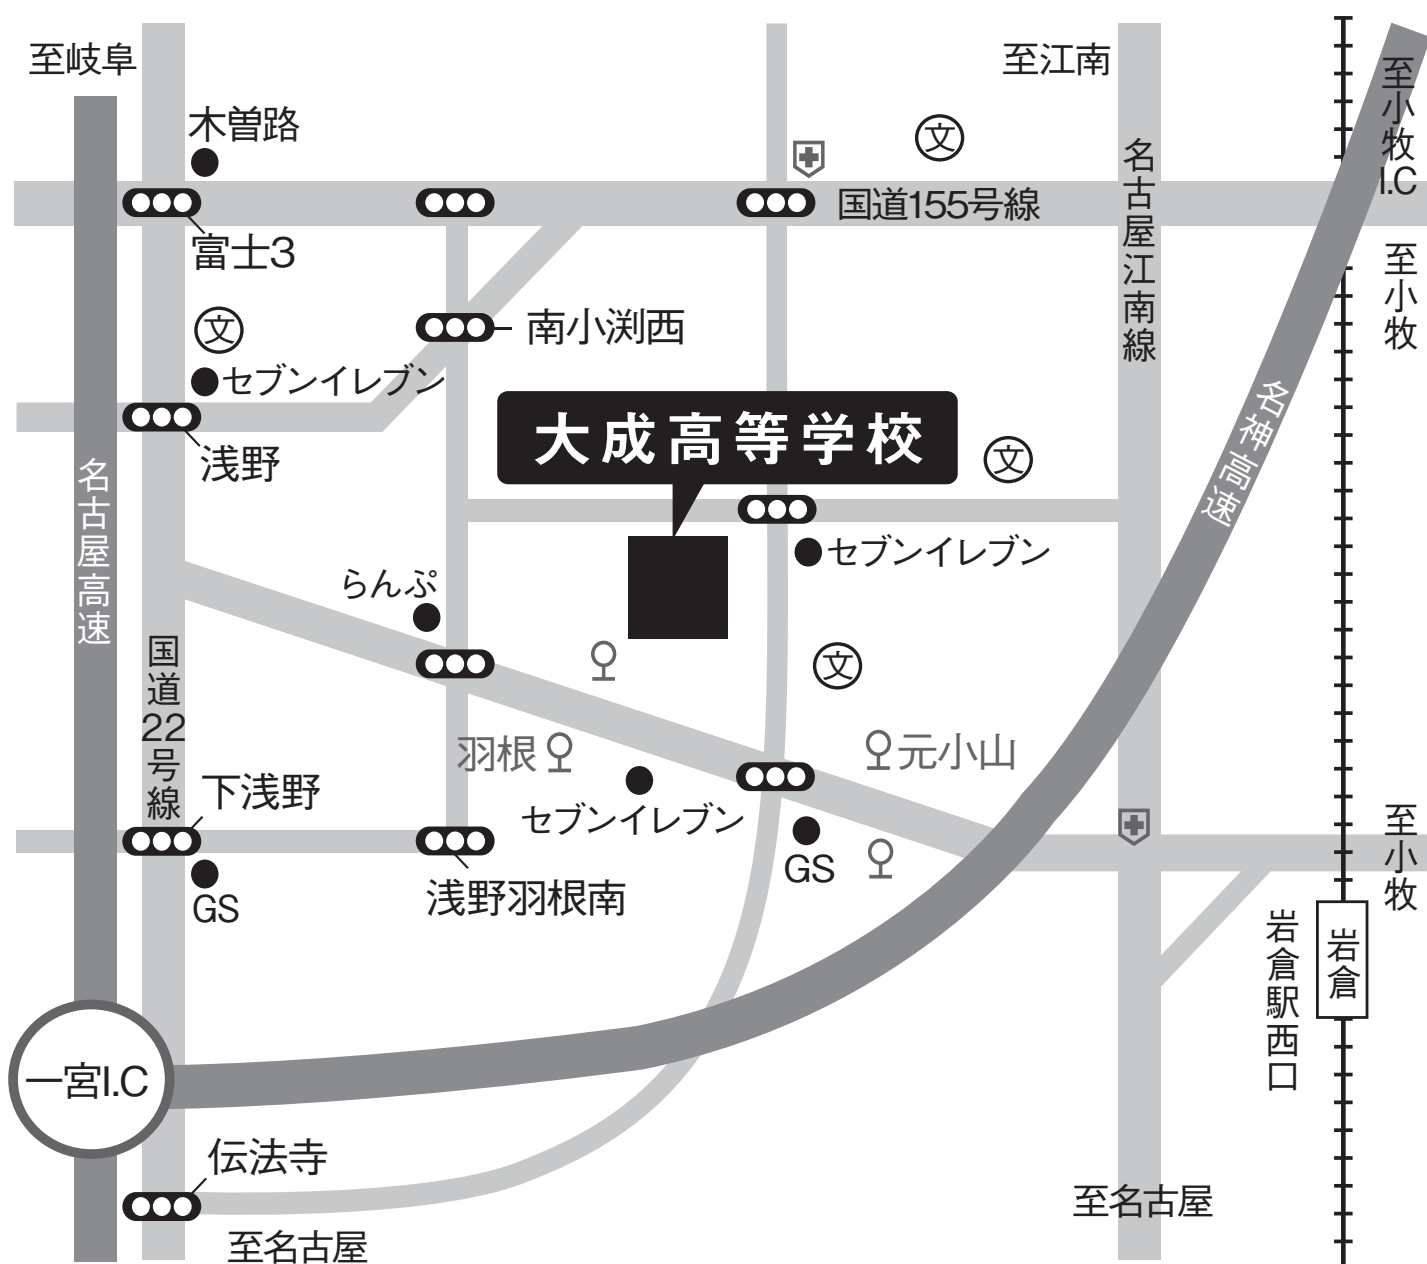 至岐阜
至江南
至小牧I.C
木曽路
文
国道155号線
名古屋江南線
富士3
至小牧
文
南小渕西
セブンイレブン
大成高等学校
名神高速
浅野
文
名古屋高速
セブンイレブン
らんぷ
国道22号線
文
羽根
元小山
下浅野
セブンイレブン
至小牧
GS
GS
浅野羽根南
岩倉駅西口
岩倉
一宮I.C
伝法寺
至名古屋
至名古屋